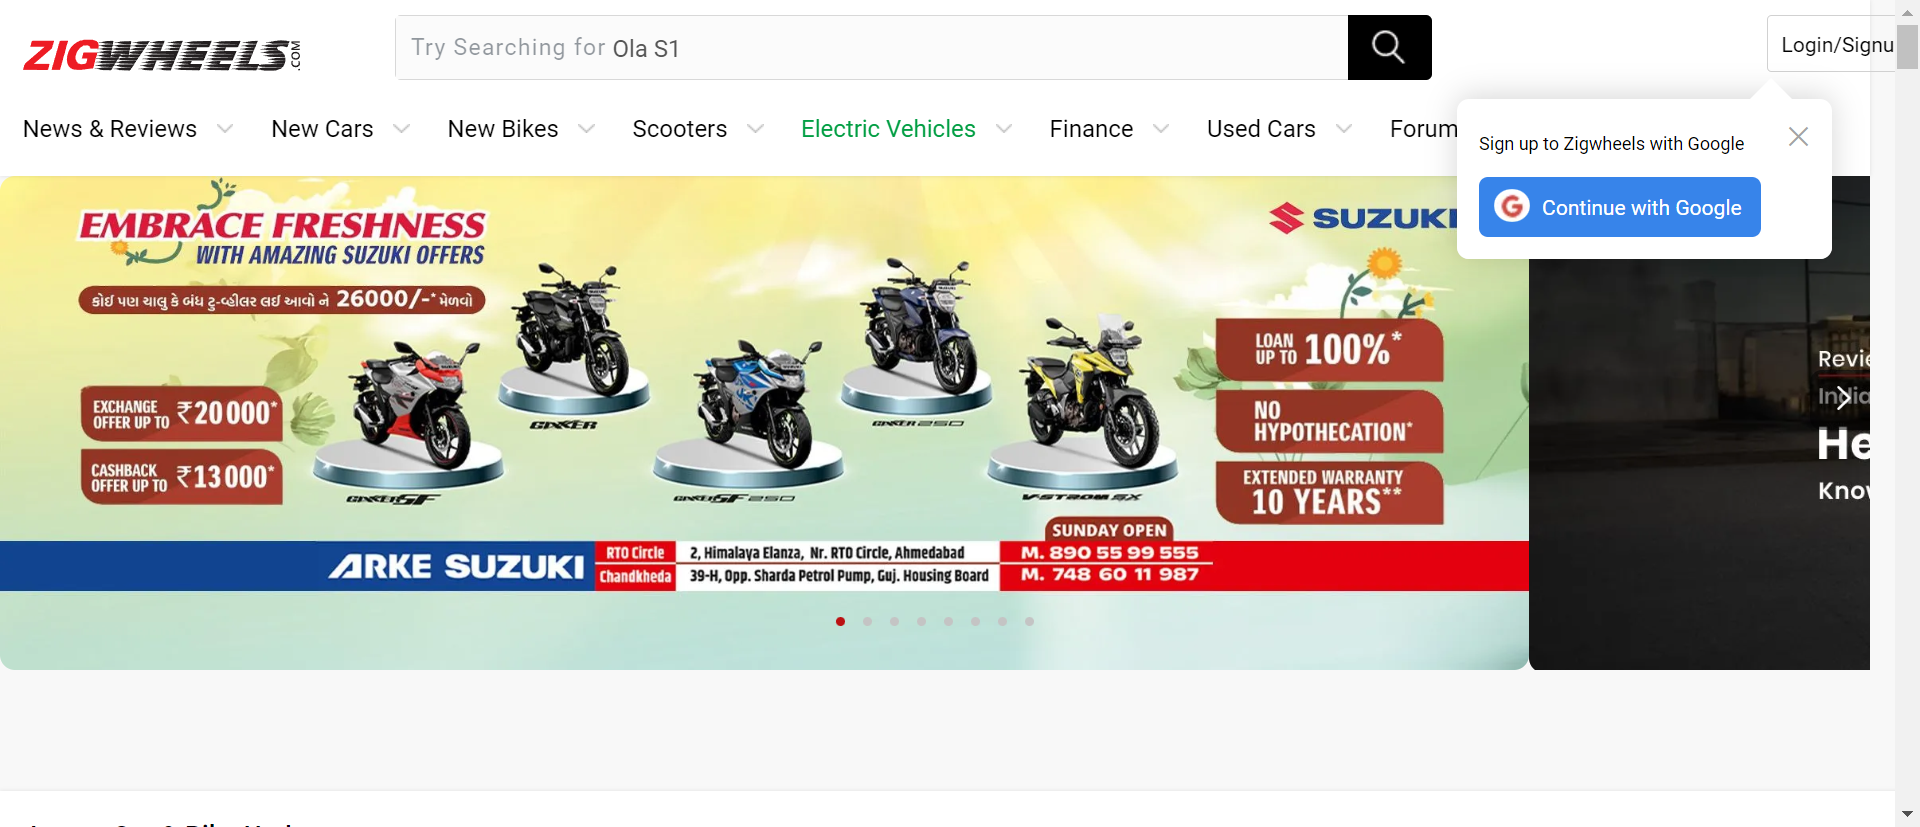 ZIGWHEELS.COM
Try Searching for Ola S1
Login/Signu
News & Reviews
New Cars
New Bikes
Scooters
Electric Vehicles
Finance
Used Cars
Forum
Sign up to Zigwheels with Google
Continue with Google
EMBRACE FRESHNESS
WITH AMAZING SUZUKI OFFERS
કોઈ પણ ચાલુ કે બંધ ટુ-વ્હીલર લઈ આવો ને 26000/-* મેળવો
SUZUKI
EXCHANGE
OFFER UP TO ₹20000*
CASHBACK
OFFER UP TO ₹13000*
GIXXER SF
GIXXER
GIXXER SF 250
GIXXER 250
V-STROM SX
LOAN
UP TO 100%*
NO
HYPOTHECATION*
EXTENDED WARRANTY
10 YEARS**
SUNDAY OPEN
ARKE SUZUKI
RTO Circle 2, Himalaya Elanza, Nr. RTO Circle, Ahmedabad M. 890 55 99 555
Chandkheda 39-H, Opp. Sharda Petrol Pump, Guj. Housing Board M. 748 60 11 987
Revie
India
He
Know